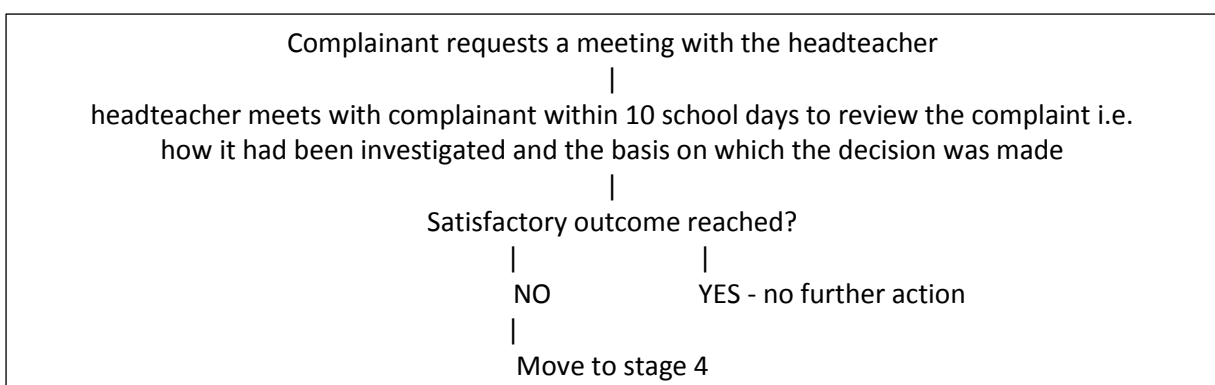 Complainant requests a meeting with the headteacher
|
headteacher meets with complainant within 10 school days to review the complaint i.e.
how it had been investigated and the basis on which the decision was made
|
Satisfactory outcome reached?
| |
NO YES - no further action
|
Move to stage 4